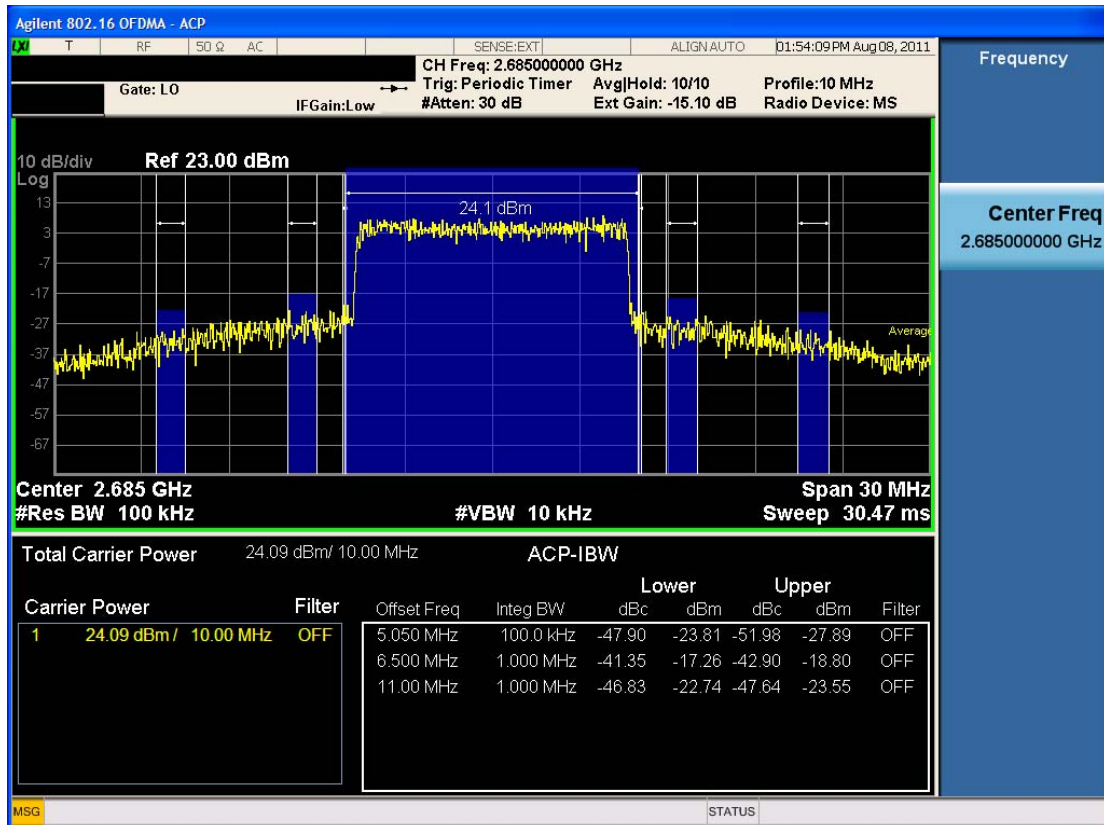 Agilent 802.16 OFDMA - ACP
LXI T RF 50 Ω AC SENSE:EXT ALIGN AUTO 01:54:09 PM Aug 08, 2011
CH Freq: 2.685000000 GHz
Gate: LO Trig: Periodic Timer Avg|Hold: 10/10 Profile:10 MHz
IFGain:Low #Atten: 30 dB Ext Gain: -15.10 dB Radio Device: MS
10 dB/div Ref 23.00 dBm
Log
13
24.1 dBm
3
-7
-17
-27
Average
-37
-47
-57
-67
Center 2.685 GHz Span 30 MHz
#Res BW 100 kHz #VBW 10 kHz Sweep 30.47 ms
Total Carrier Power 24.09 dBm/ 10.00 MHz ACP-IBW
Lower Upper
Carrier Power Filter Offset Freq Integ BW dBc dBm dBc dBm Filter
1 24.09 dBm / 10.00 MHz OFF 5.050 MHz 100.0 kHz -47.90 -23.81 -51.98 -27.89 OFF
6.500 MHz 1.000 MHz -41.35 -17.26 -42.90 -18.80 OFF
11.00 MHz 1.000 MHz -46.83 -22.74 -47.64 -23.55 OFF
MSG STATUS
Frequency
Center Freq
2.685000000 GHz